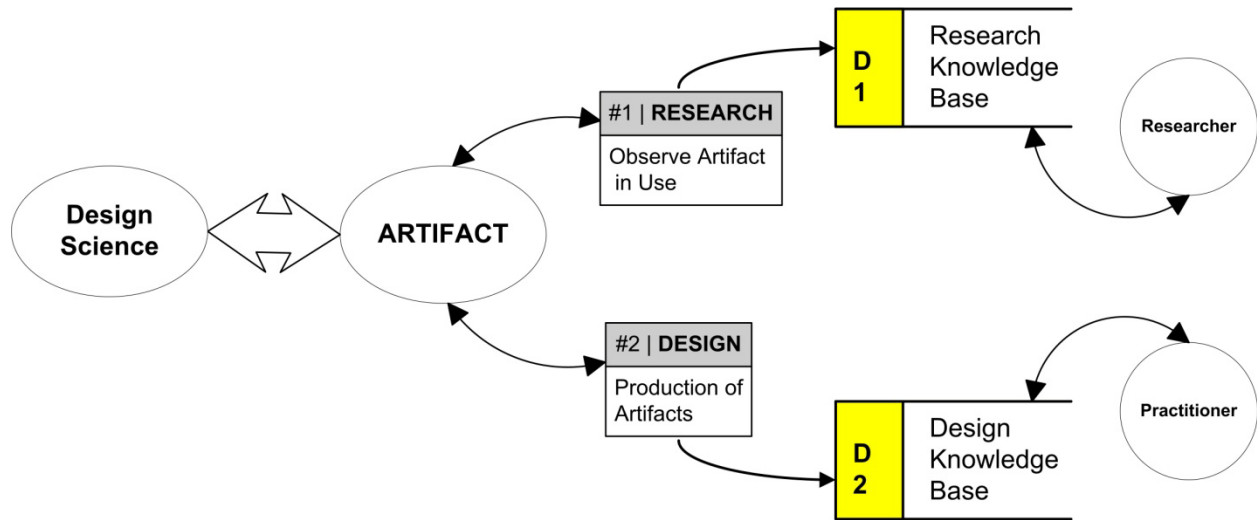 Design
Science
ARTIFACT
#1 | RESEARCH
Observe Artifact
in Use
D
1
Research
Knowledge
Base
Researcher
#2 | DESIGN
Production of
Artifacts
D
2
Design
Knowledge
Base
Practitioner